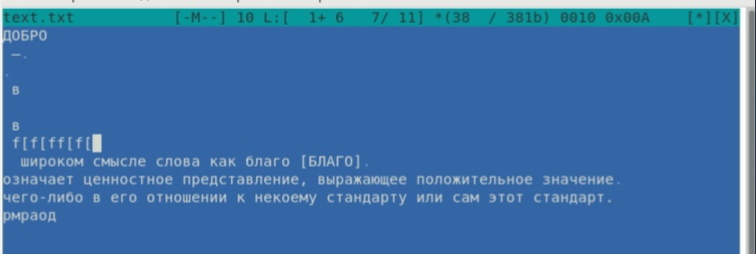 text.txt [-M--] 10 L:[ 1+ 6 7/ 11] *(38 / 381b) 0010 0x00A [*][X]
ДОБРО
—.
.
в
в
f[f[ff[f[
широком смысле слова как благо [БЛАГО].
означает ценностное представление, выражающее положительное значение.
чего-либо в его отношении к некоему стандарту или сам этот стандарт.
рмраод